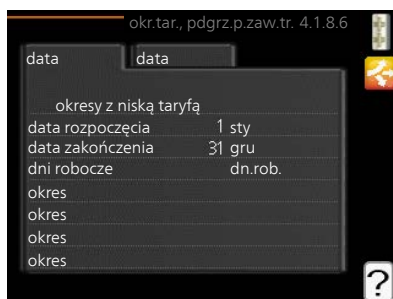 okr.tar., pdgrz.p.zaw.tr. 4.1.8.6
data data
okresy z niską taryfą
data rozpoczęcia 1 sty
data zakończenia 31 gru
dni robocze dn.rob.
okres
okres
okres
okres
?